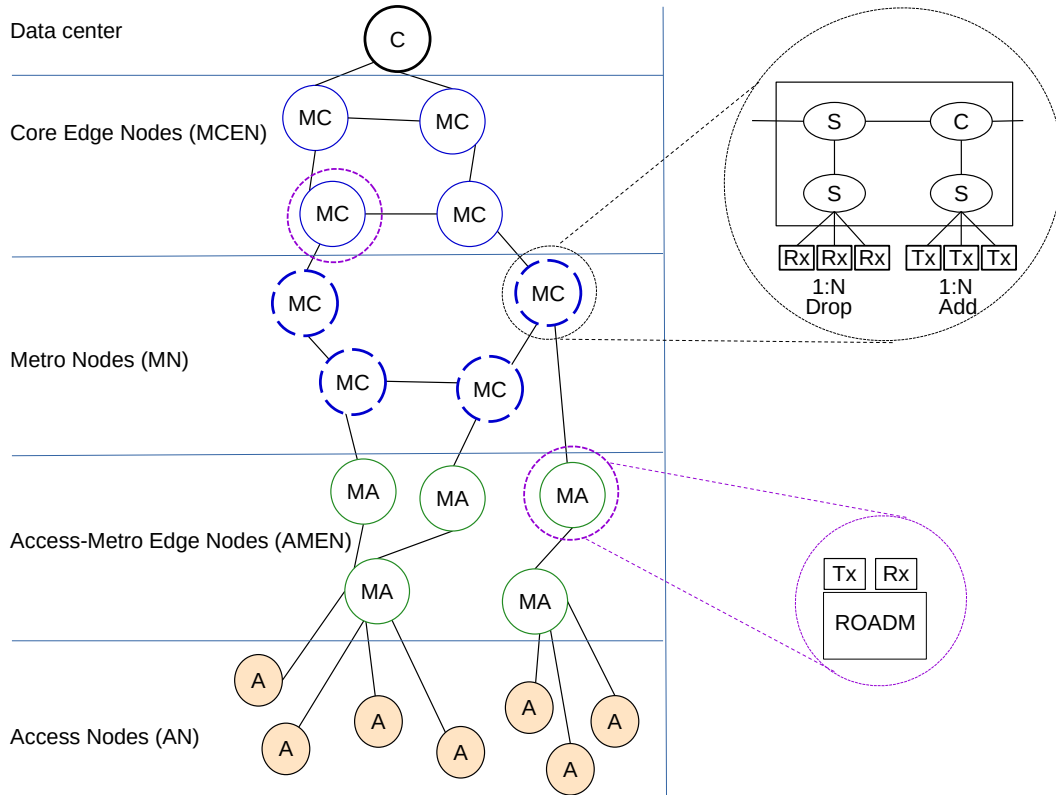 Data center
C
MC
MC
Core Edge Nodes (MCEN)
MC
MC
MC
MC
Metro Nodes (MN)
MC
MC
MA
MA
MA
Access-Metro Edge Nodes (AMEN)
MA
MA
A
A
A
A
A
A
A
Access Nodes (AN)
S
C
S
S
Rx Rx Rx
Tx Tx Tx
1:N
Drop
1:N
Add
Tx Rx
ROADM